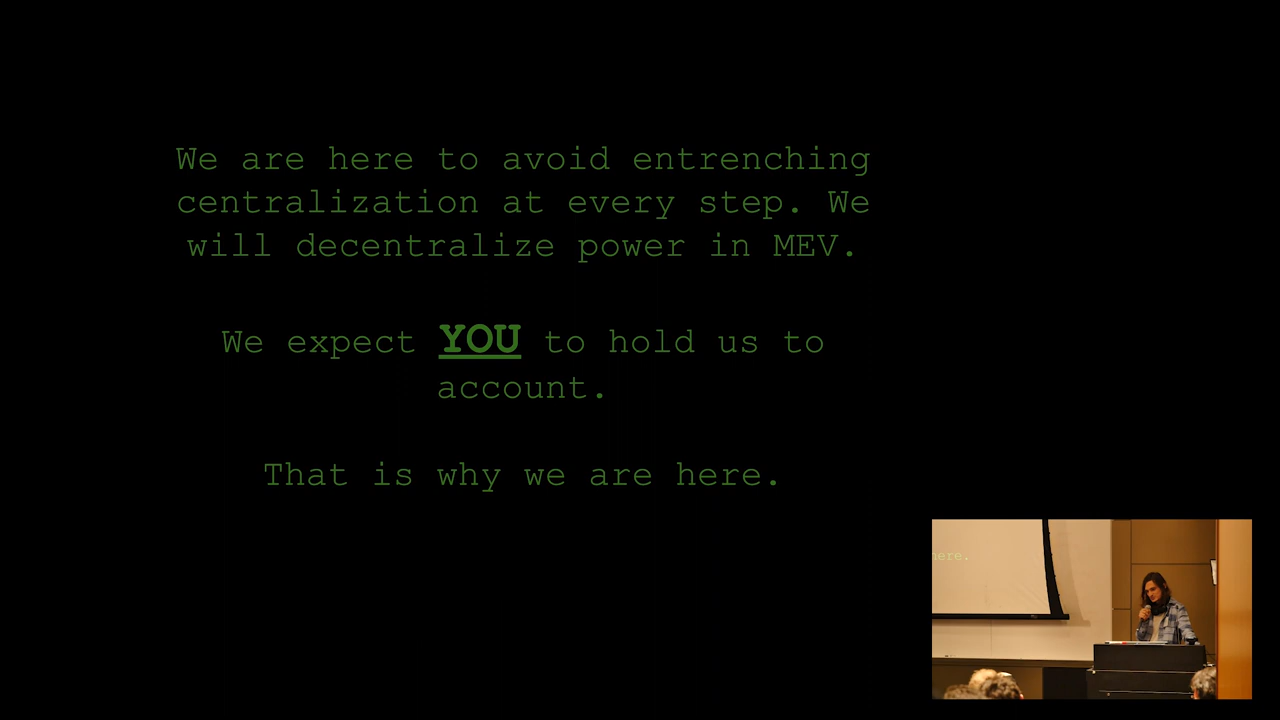 We are here to avoid entrenching
centralization at every step. We
will decentralize power in MEV.
We expect YOU to hold us to
account.
That is why we are here.
here.